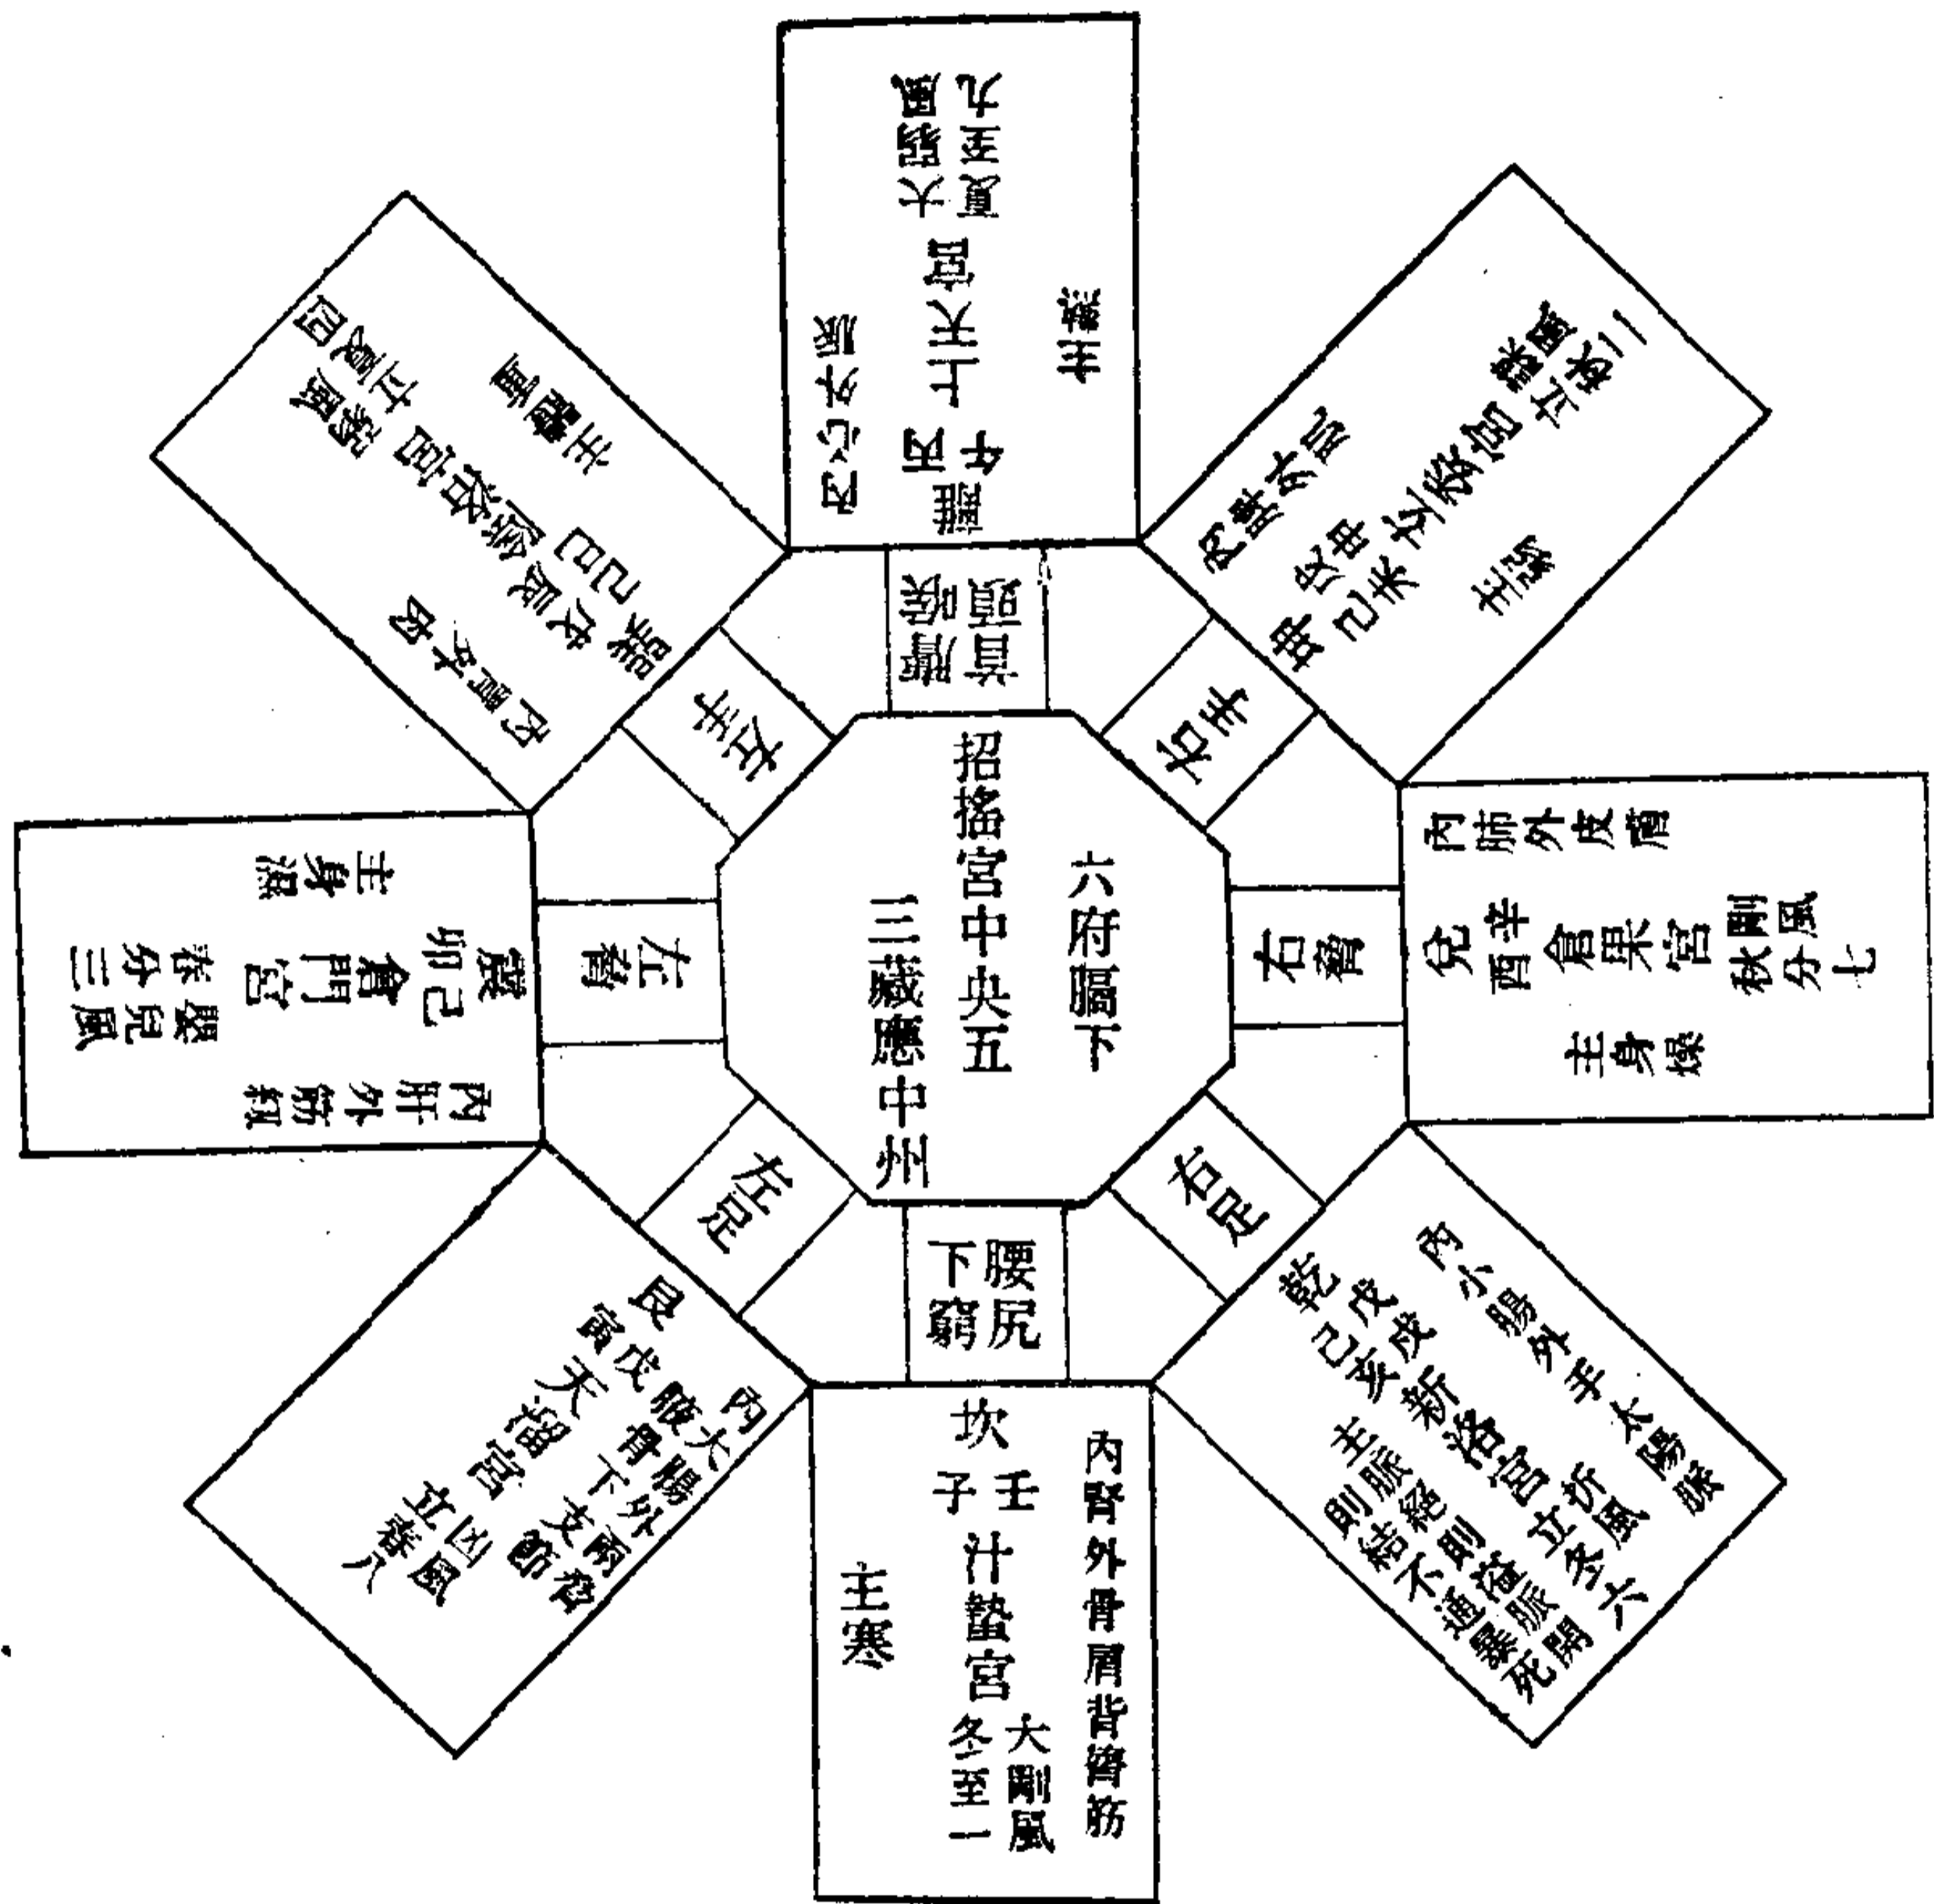 首頭
膺喉
內心外脈
離
丙
午
上天宮
大弱風
夏至九
主熱
右手
內脾外肌
坤
戊申
己未
玄委宮
謀風
立秋二
主弱
右脅
內肺外皮膚
兌
辛
酉
倉果宮
剛風
秋分七
主身燥
右足
內小腸外手太陽脈
乾
戊戌
己亥
新洛宮
折風
立冬六
主脈絕則溢脈閉
則結不通暴死
腰尻
下竅
內腎外骨肩背膂筋
坎
壬
子
汁蟄宮
大剛風
冬至一
主寒
左足
內大腸外兩脅
腋骨下支節
艮
戊
寅
天溜宮
凶風
立春八
左脅
內肝外筋紐
震
己
卯
倉門宮
嬰兒風
春分三
主身濕
左手
巽
己巳
陰洛宮
弱風
立夏四
主體重
六府膈下
招搖宮中央五
三藏應中州